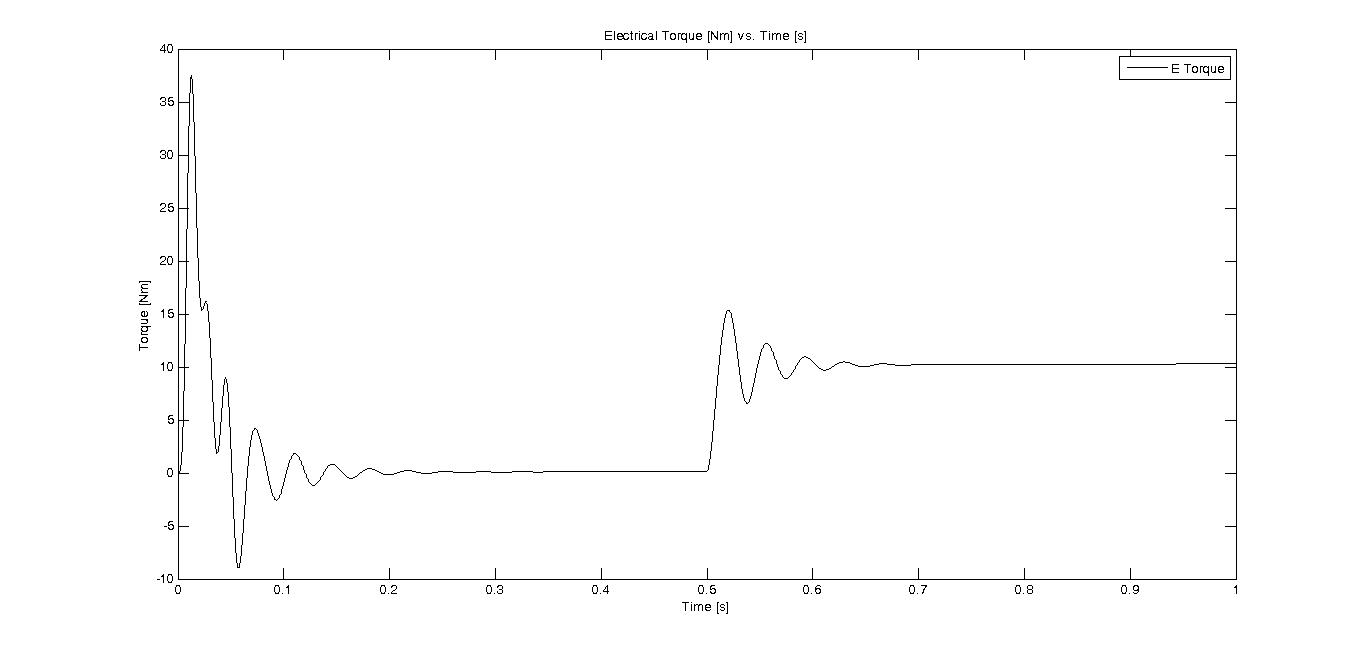 Electrical Torque [Nm] vs. Time [s]
E Torque
40
35
30
25
20
15
10
5
0
-5
-10
Torque [Nm]
0 0.1 0.2 0.3 0.4 0.5 0.6 0.7 0.8 0.9 1
Time [s]